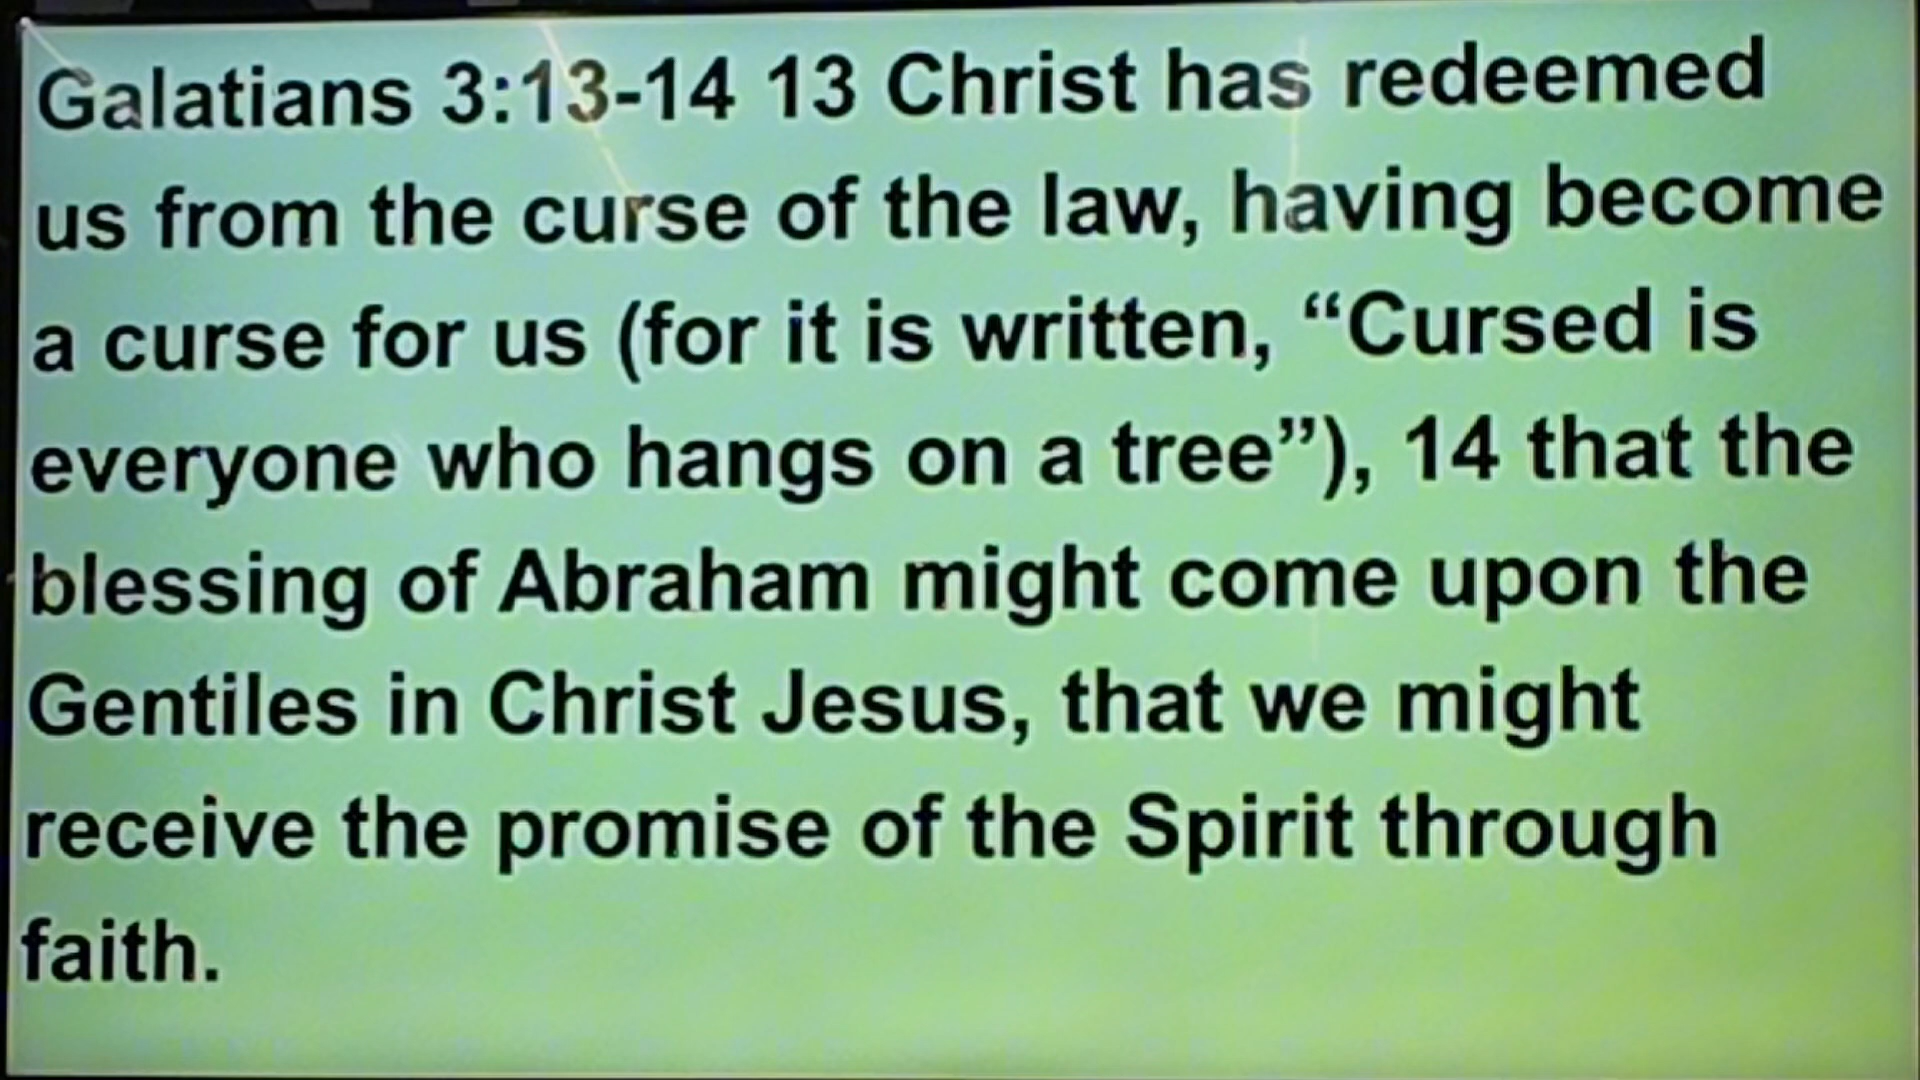 Galatians 3:13-14 13 Christ has redeemed
us from the curse of the law, having become
a curse for us (for it is written, “Cursed is
everyone who hangs on a tree”), 14 that the
blessing of Abraham might come upon the
Gentiles in Christ Jesus, that we might
receive the promise of the Spirit through
faith.